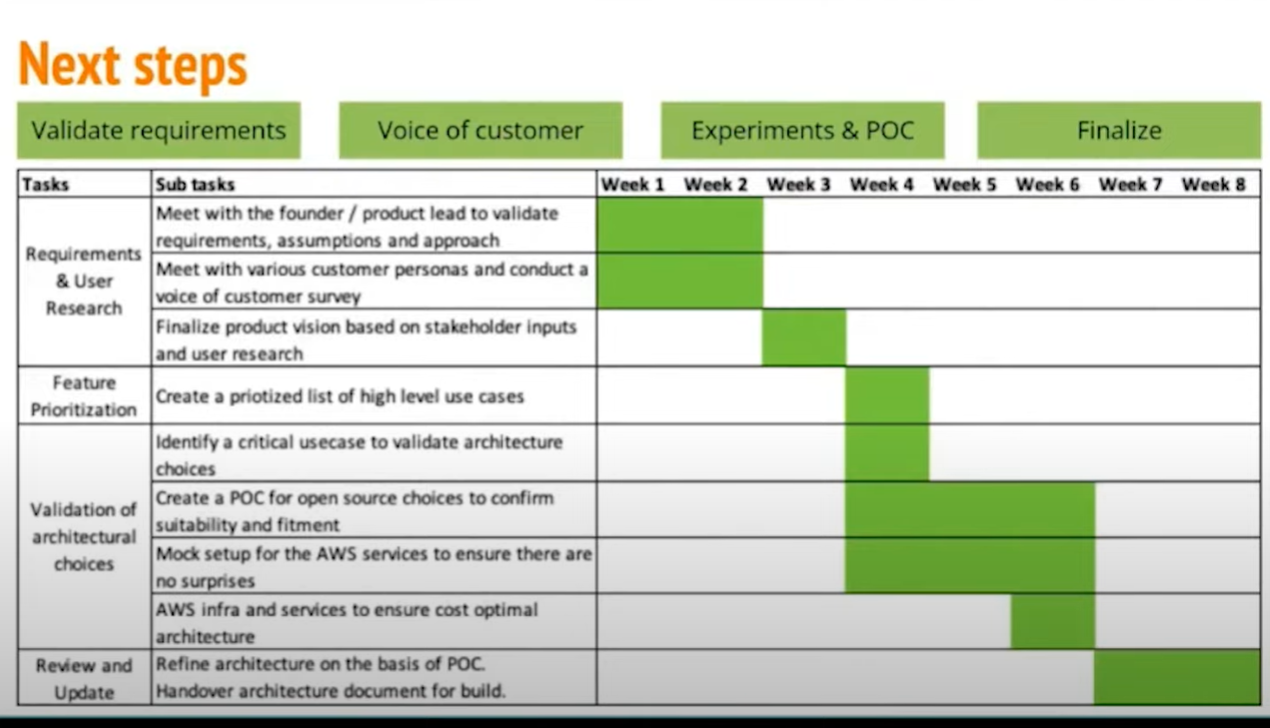 Next steps
Validate requirements
Voice of customer
Experiments & POC
Finalize
Tasks
Sub tasks
Week 1
Week 2
Week 3
Week 4
Week 5
Week 6
Week 7
Week 8
Requirements
& User
Research
Meet with the founder / product lead to validate
requirements, assumptions and approach
Meet with various customer personas and conduct a
voice of customer survey
Finalize product vision based on stakeholder inputs
and user research
Feature
Prioritization
Create a priotized list of high level use cases
Validation of
architectural
choices
Identify a critical usecase to validate architecture
choices
Create a POC for open source choices to confirm
suitability and fitment
Mock setup for the AWS services to ensure there are
no surprises
AWS infra and services to ensure cost optimal
architecture
Review and
Update
Refine architecture on the basis of POC.
Handover architecture document for build.